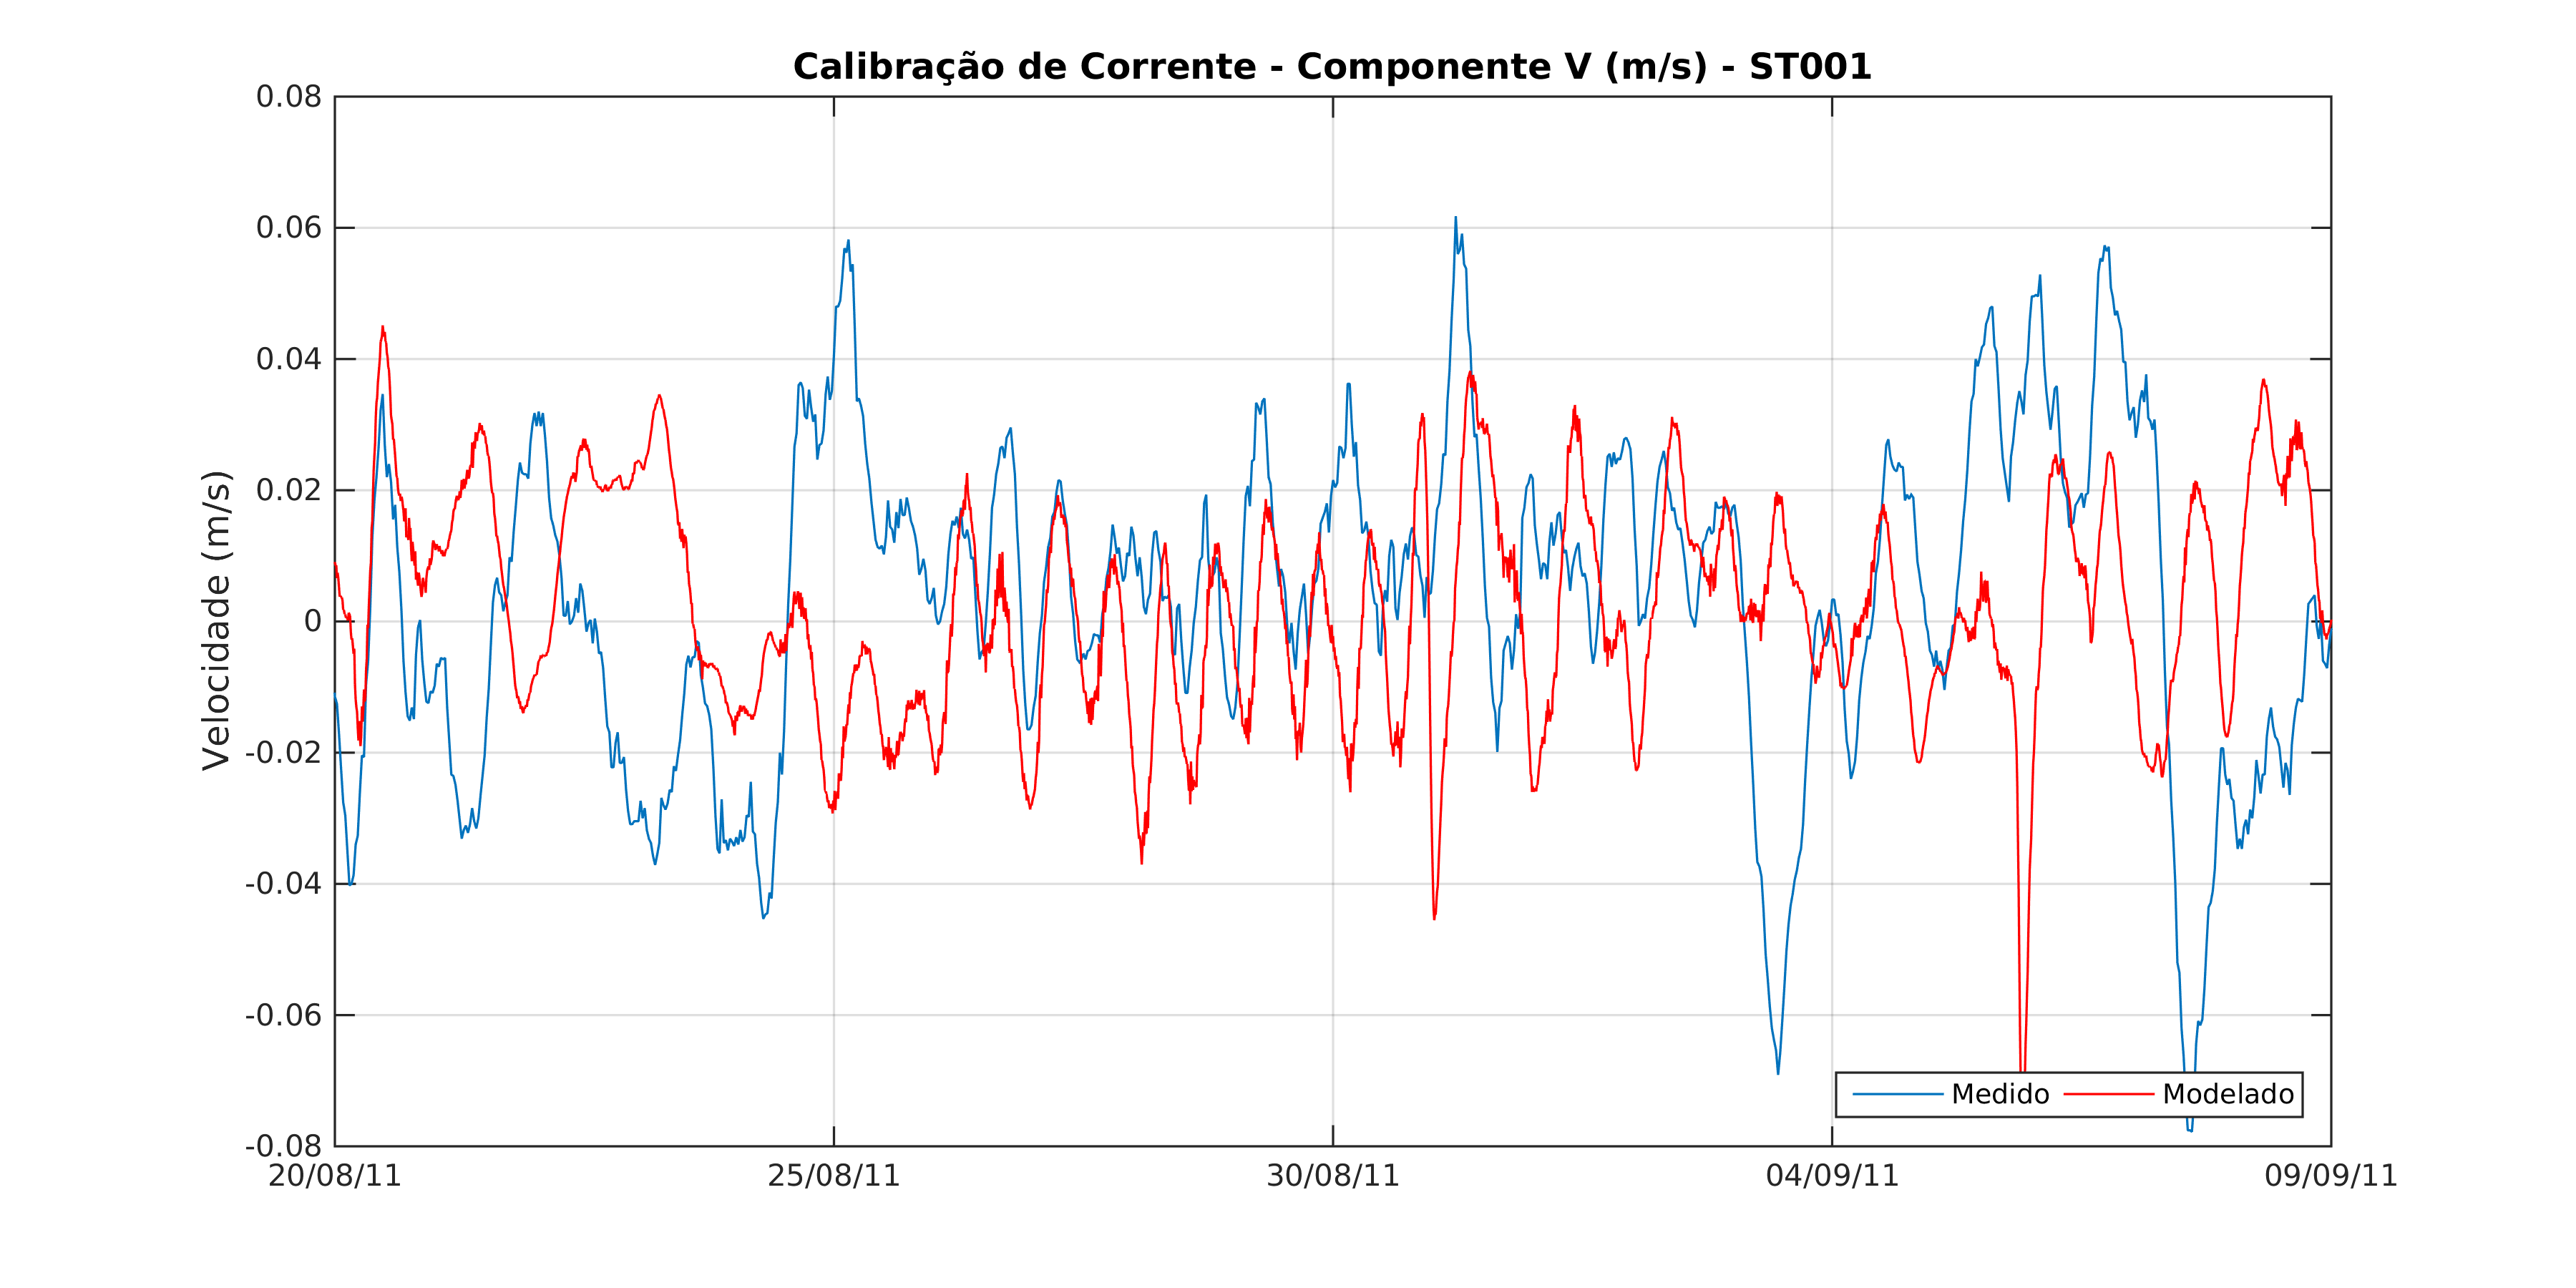 Calibração de Corrente - Componente V (m/s) - ST001
0.08
0.06
0.04
0.02
0
-0.02
-0.04
-0.06
-0.08
Velocidade (m/s)
Medido Modelado
20/08/11 25/08/11 30/08/11 04/09/11 09/09/11